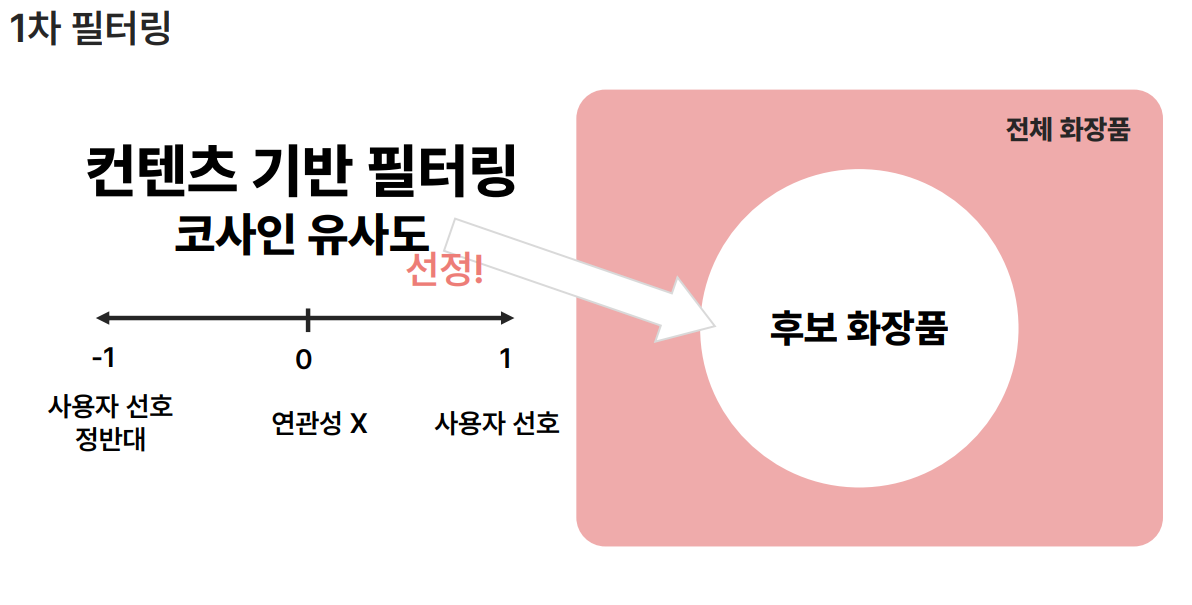 1차 필터링
컨텐츠 기반 필터링
코사인 유사도
선정!
-1
0
1
사용자 선호
정반대
연관성 X
사용자 선호
전체 화장품
후보 화장품